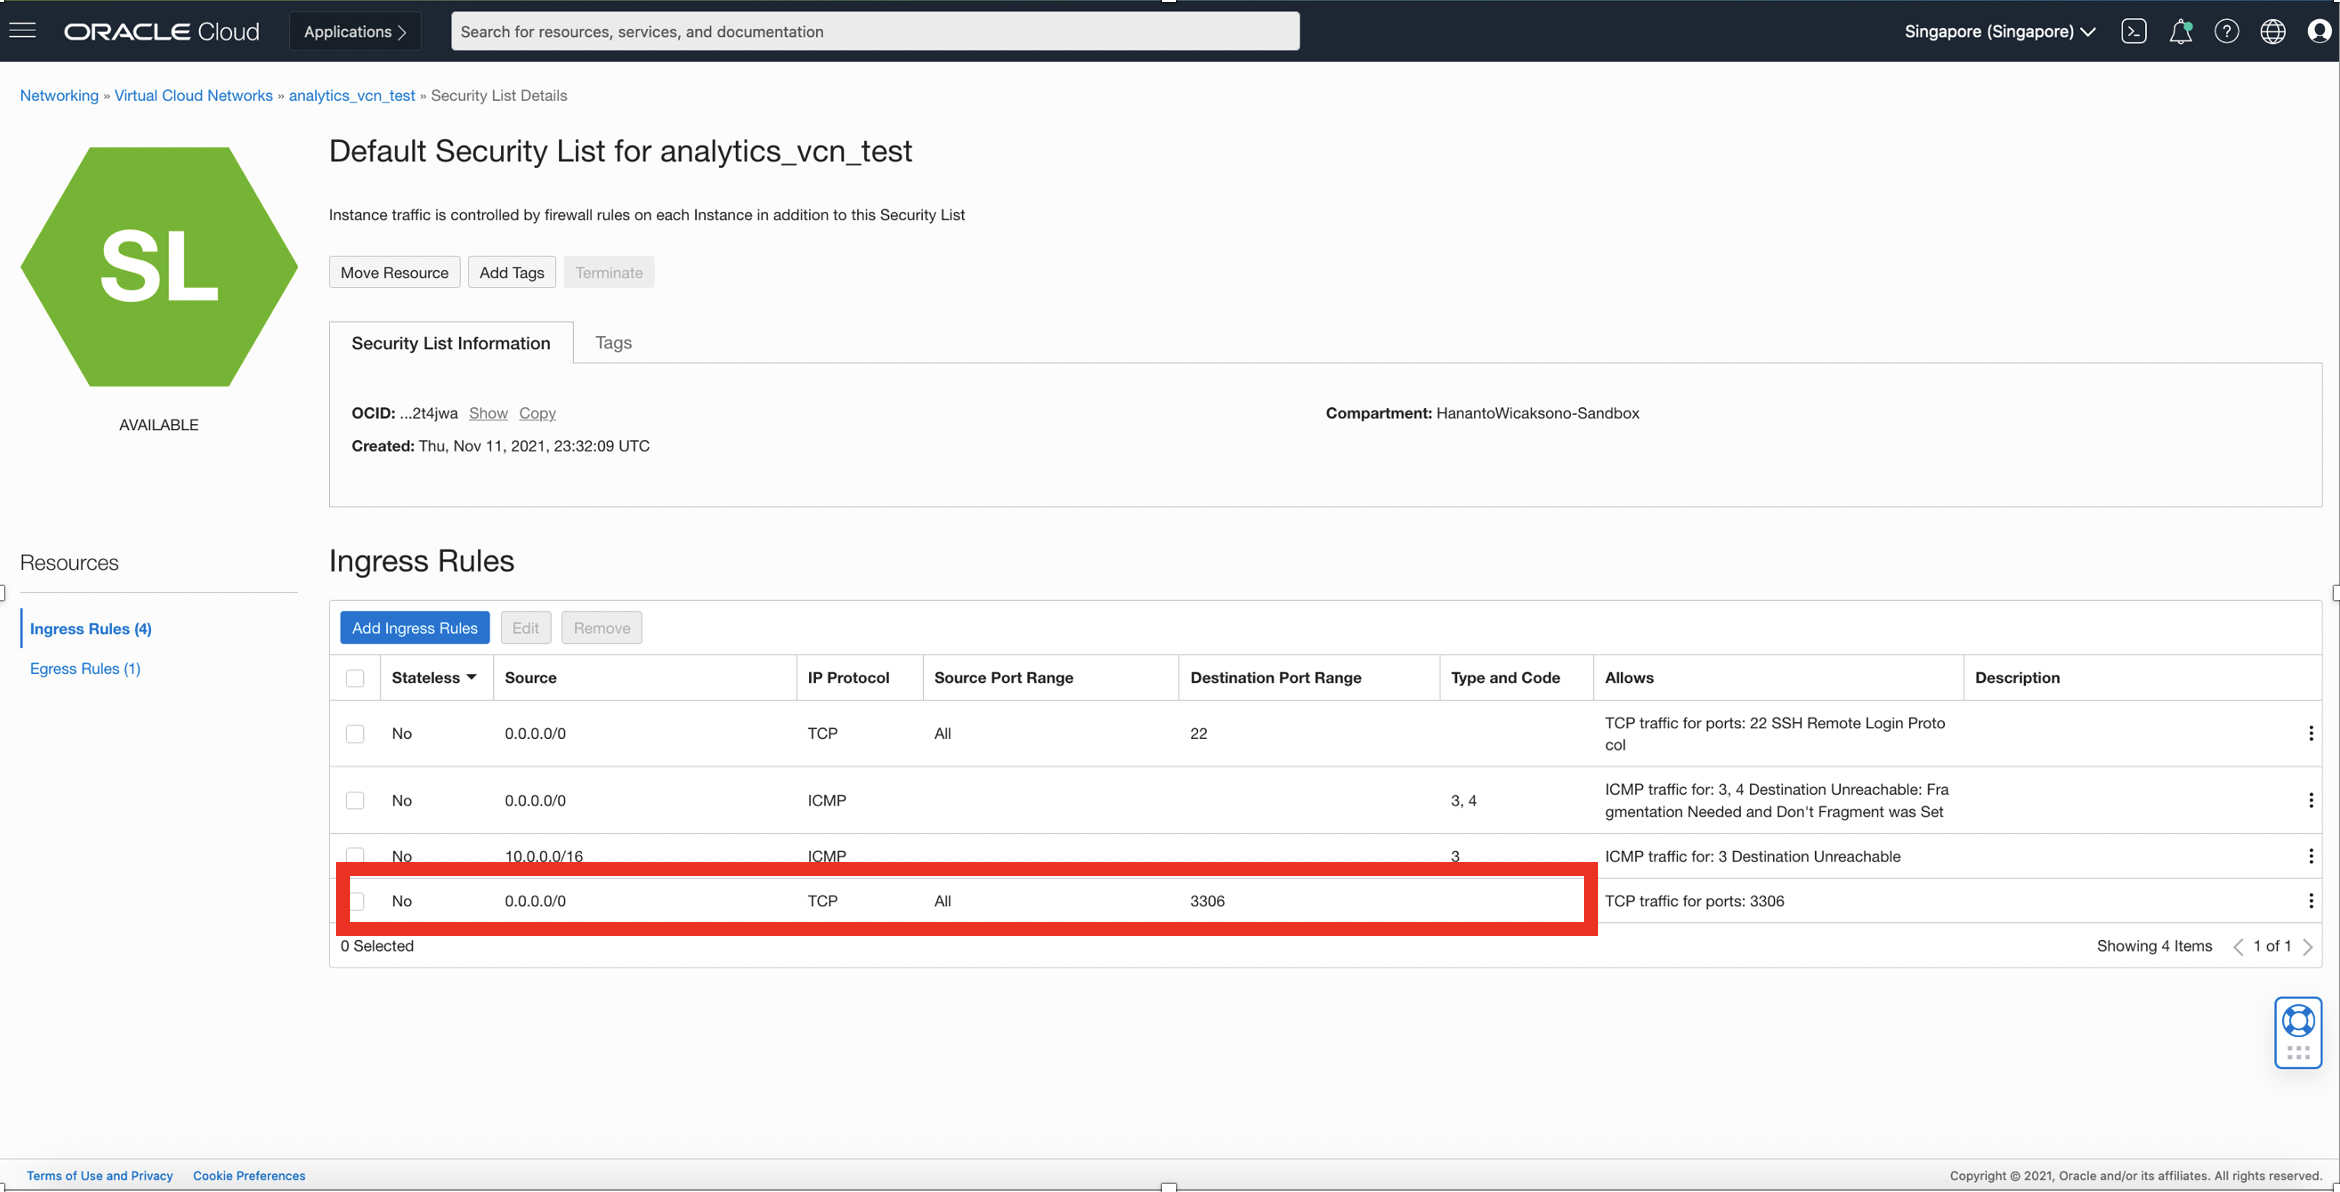 ORACLE Cloud
Applications
Search for resources, services, and documentation
Singapore (Singapore)
Networking » Virtual Cloud Networks » analytics_vcn_test » Security List Details
SL
AVAILABLE
Default Security List for analytics_vcn_test
Instance traffic is controlled by firewall rules on each Instance in addition to this Security List
Move Resource
Add Tags
Terminate
Security List Information
Tags
OCID: ...2t4jwa Show Copy
Compartment: HanantoWicaksono-Sandbox
Created: Thu, Nov 11, 2021, 23:32:09 UTC
Resources
Ingress Rules (4)
Egress Rules (1)
Ingress Rules
Add Ingress Rules
Edit
Remove
Stateless Source IP Protocol Source Port Range Destination Port Range Type and Code Allows Description
No 0.0.0.0/0 TCP All 22 TCP traffic for ports: 22 SSH Remote Login Proto
col
No 0.0.0.0/0 ICMP 3, 4 ICMP traffic for: 3, 4 Destination Unreachable: Fra
gmentation Needed and Don't Fragment was Set
No 10.0.0.0/16 ICMP 3 ICMP traffic for: 3 Destination Unreachable
No 0.0.0.0/0 TCP All 3306 TCP traffic for ports: 3306
0 Selected
Showing 4 Items
1 of 1
Terms of Use and Privacy
Cookie Preferences
Copyright © 2021, Oracle and/or its affiliates. All rights reserved.